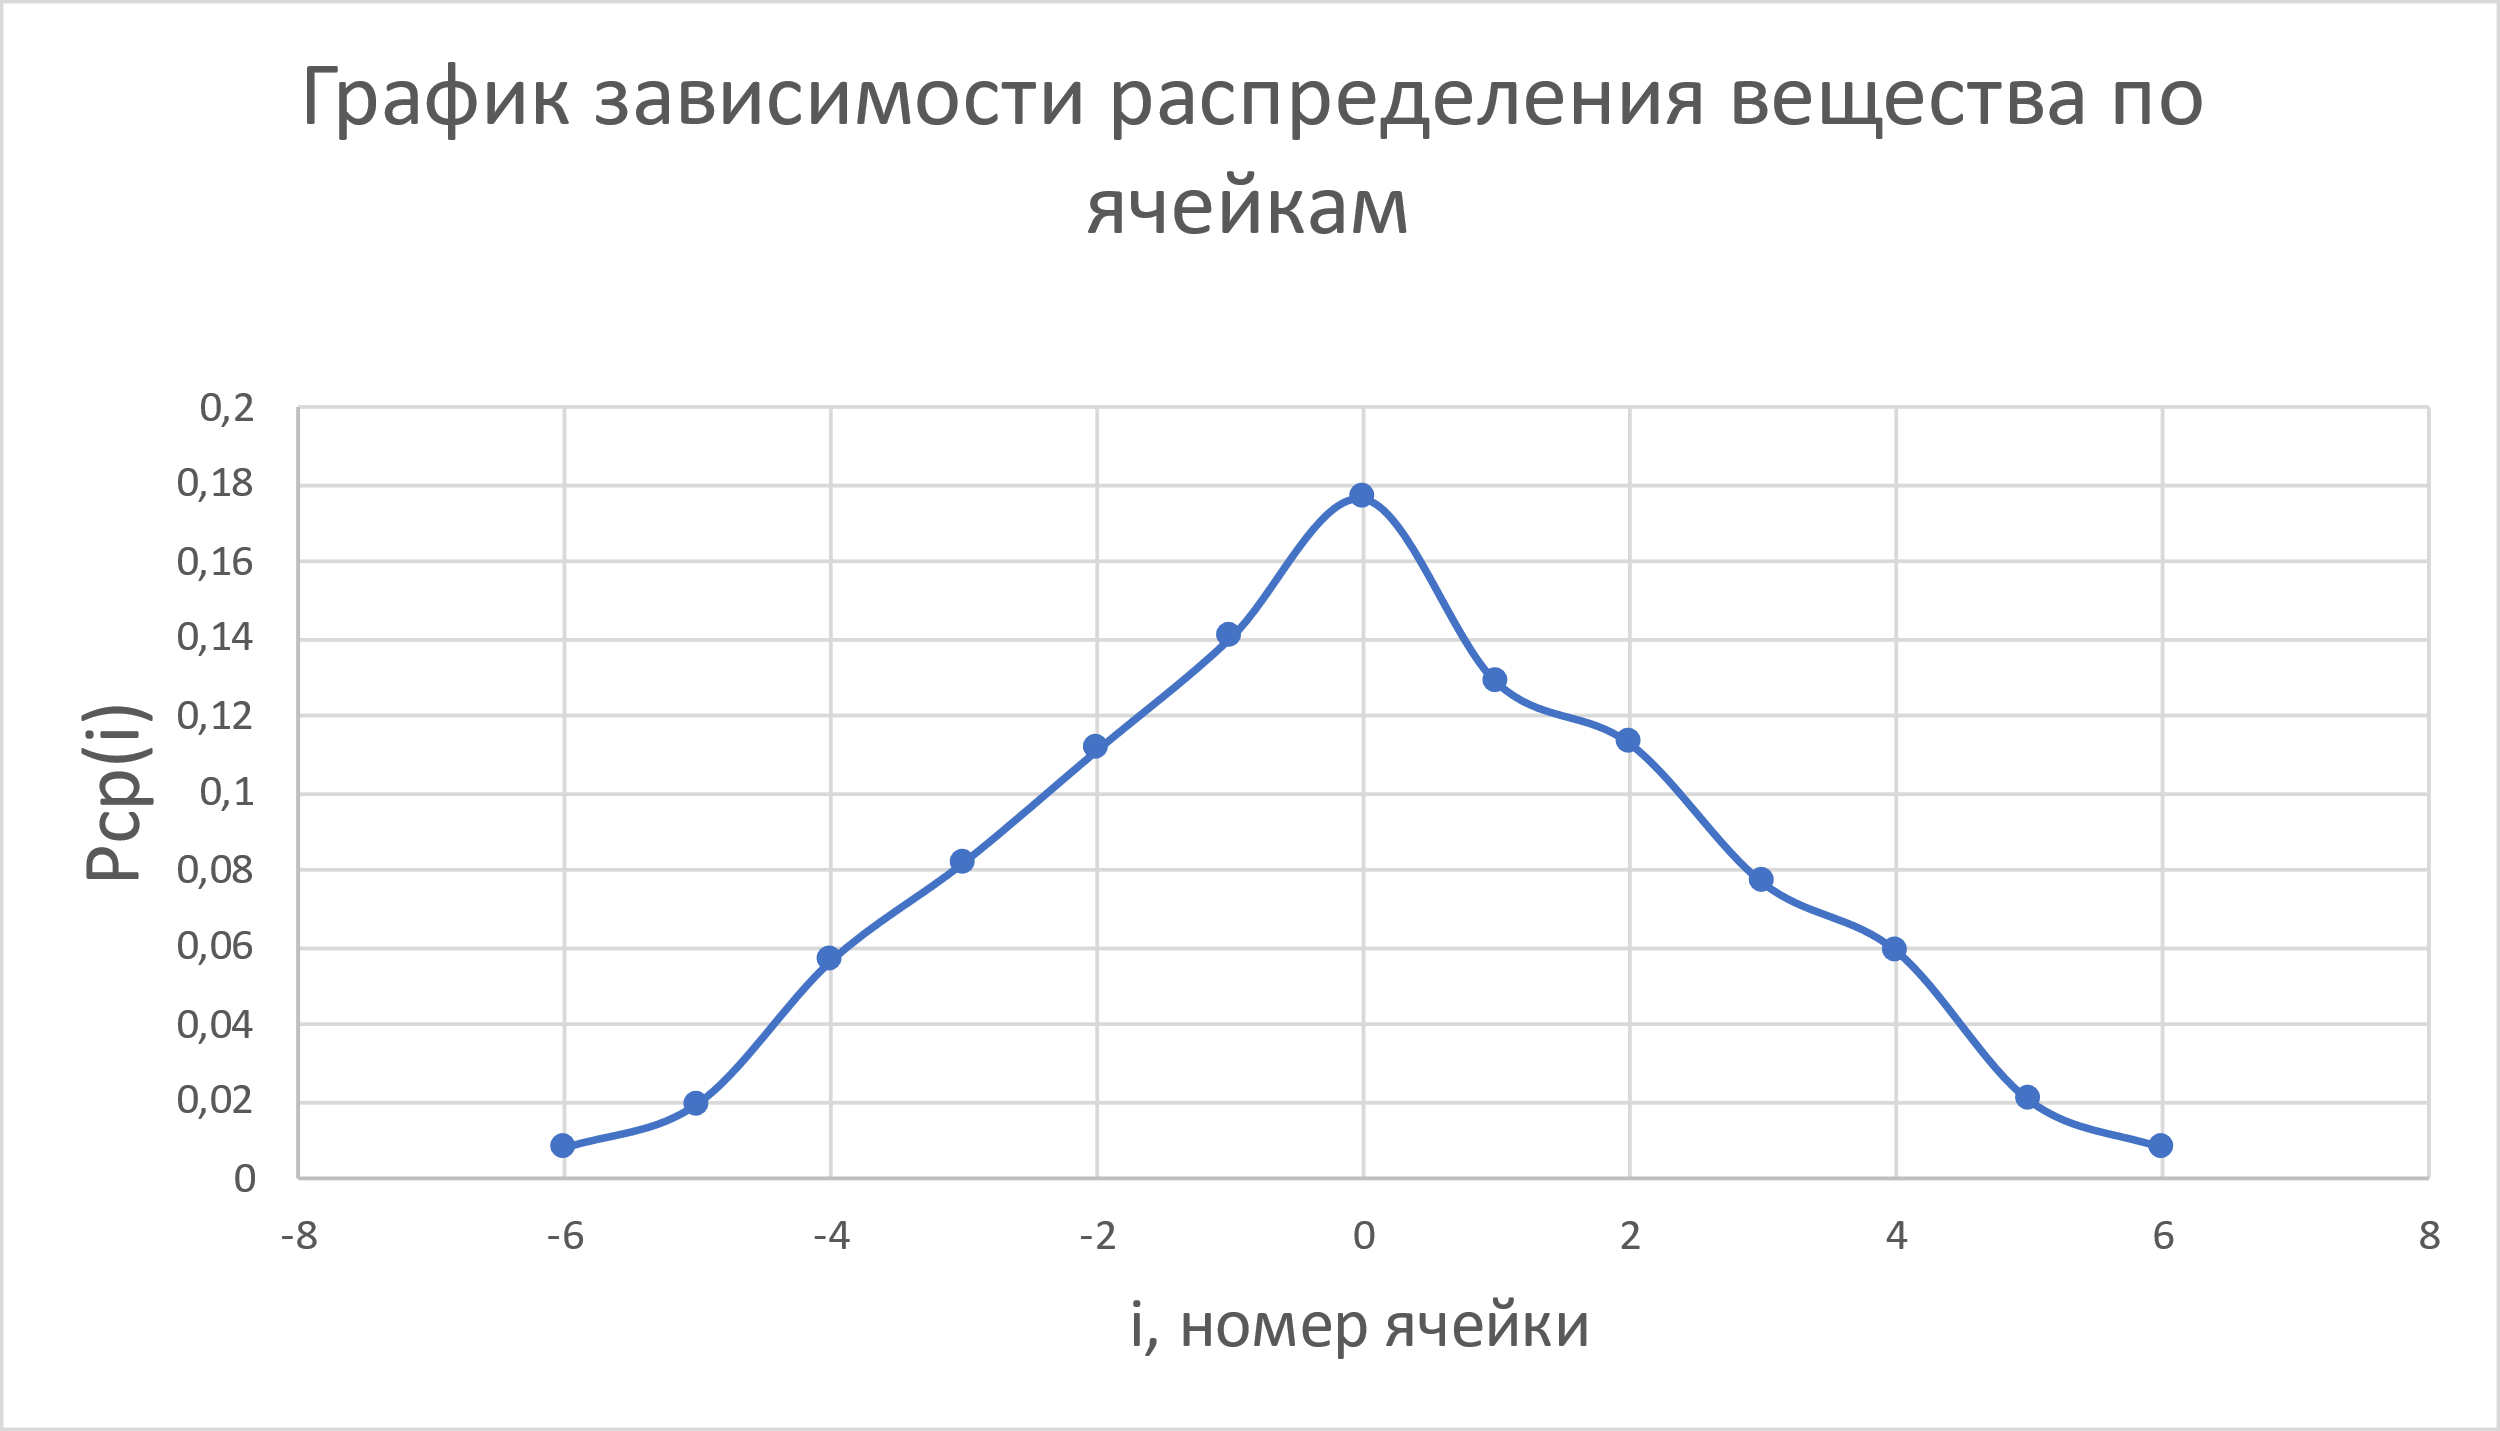 График зависимости распределения вещества по
ячейкам
0,2
0,18
0,16
0,14
0,12
0,1
0,08
0,06
0,04
0,02
0
Рср(i)
-8 -6 -4 -2 0 2 4 6 8
i, номер ячейки